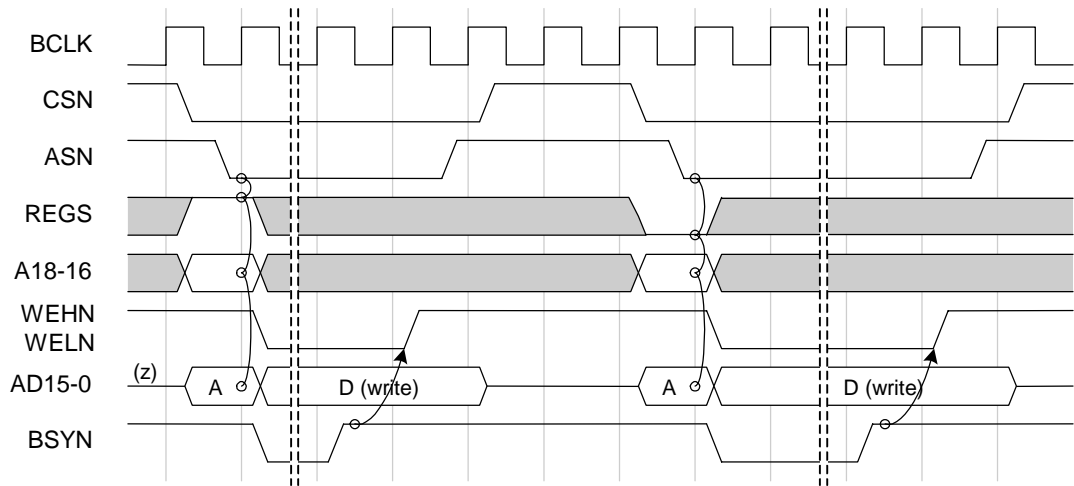 BCLK
CSN
ASN
REGS
A18-16
WEHN
WELN
AD15-0 (z) A D (write) A D (write)
BSYN